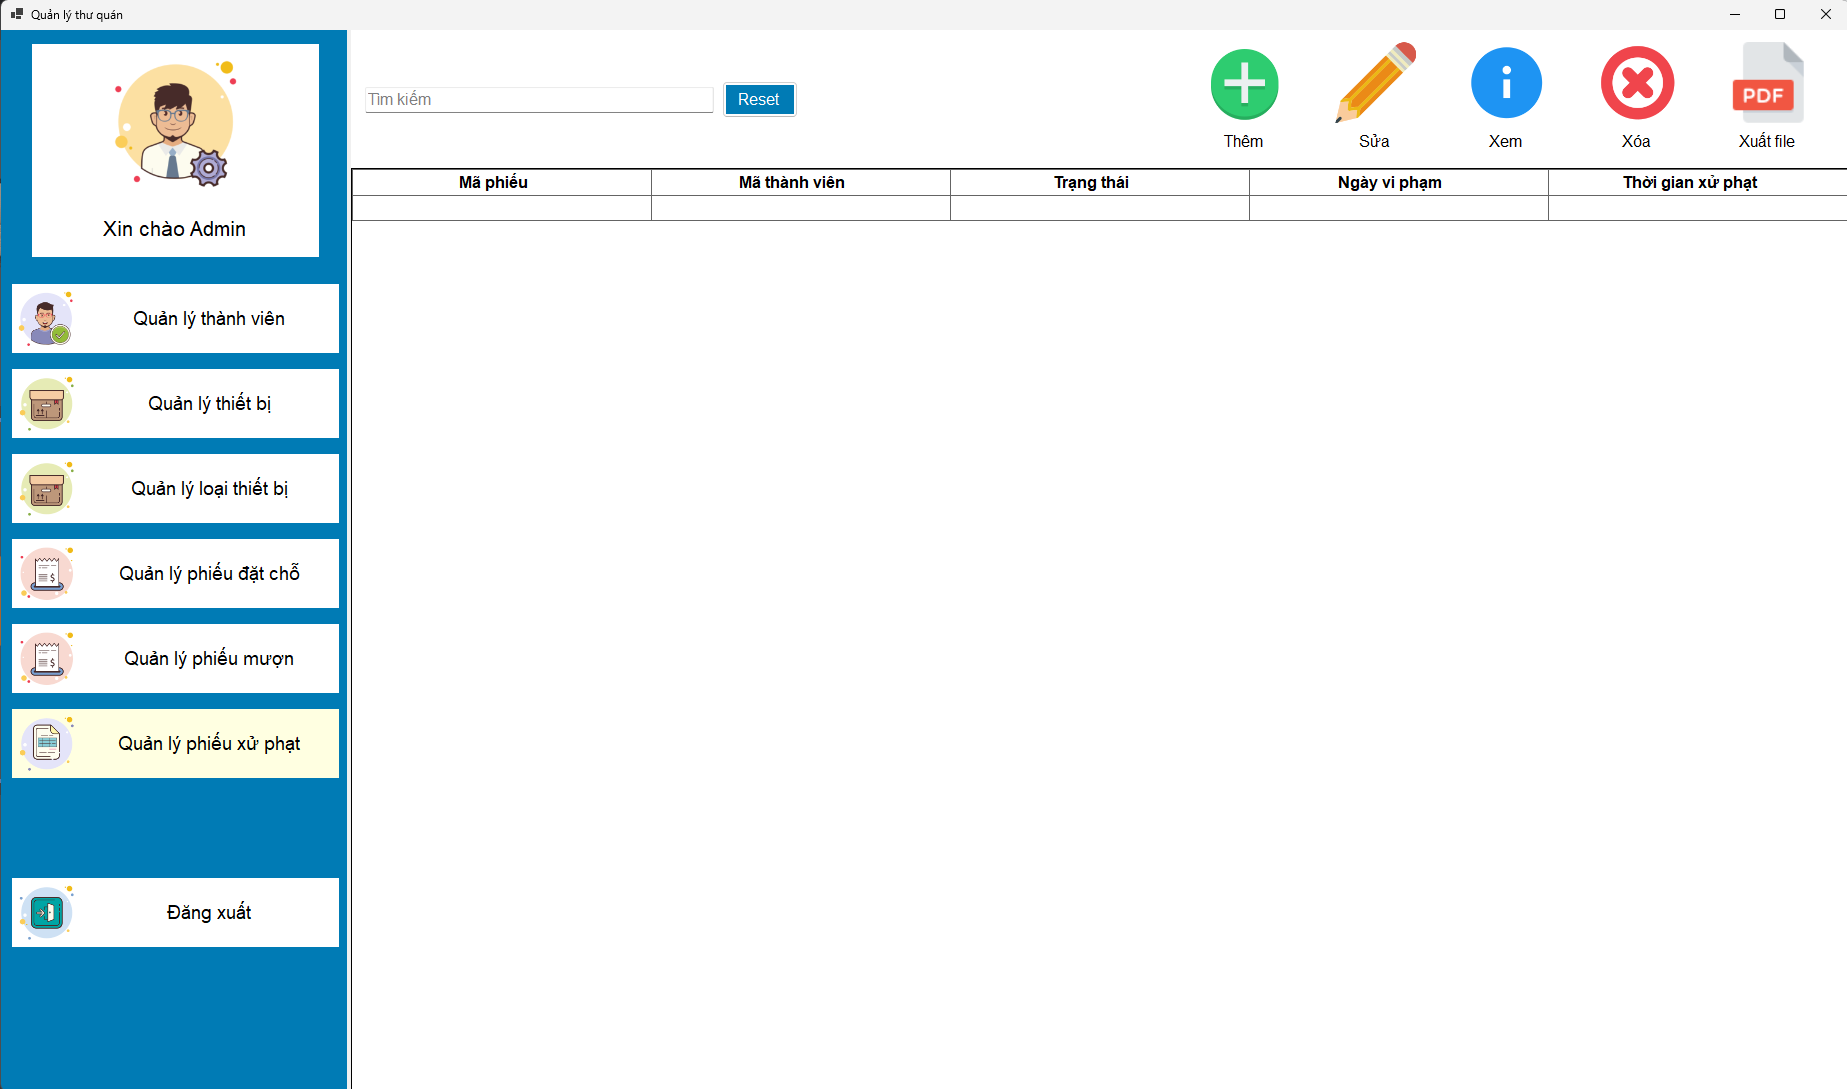 Quản lý thư quán
Xin chào Admin
Quản lý thành viên
Quản lý thiết bị
Quản lý loại thiết bị
Quản lý phiếu đặt chỗ
Quản lý phiếu mượn
Quản lý phiếu xử phạt
Đăng xuất
Tìm kiếm
Reset
Thêm
Sửa
Xem
Xóa
PDF
Xuất file
Mã phiếu
Mã thành viên
Trạng thái
Ngày vi phạm
Thời gian xử phạt